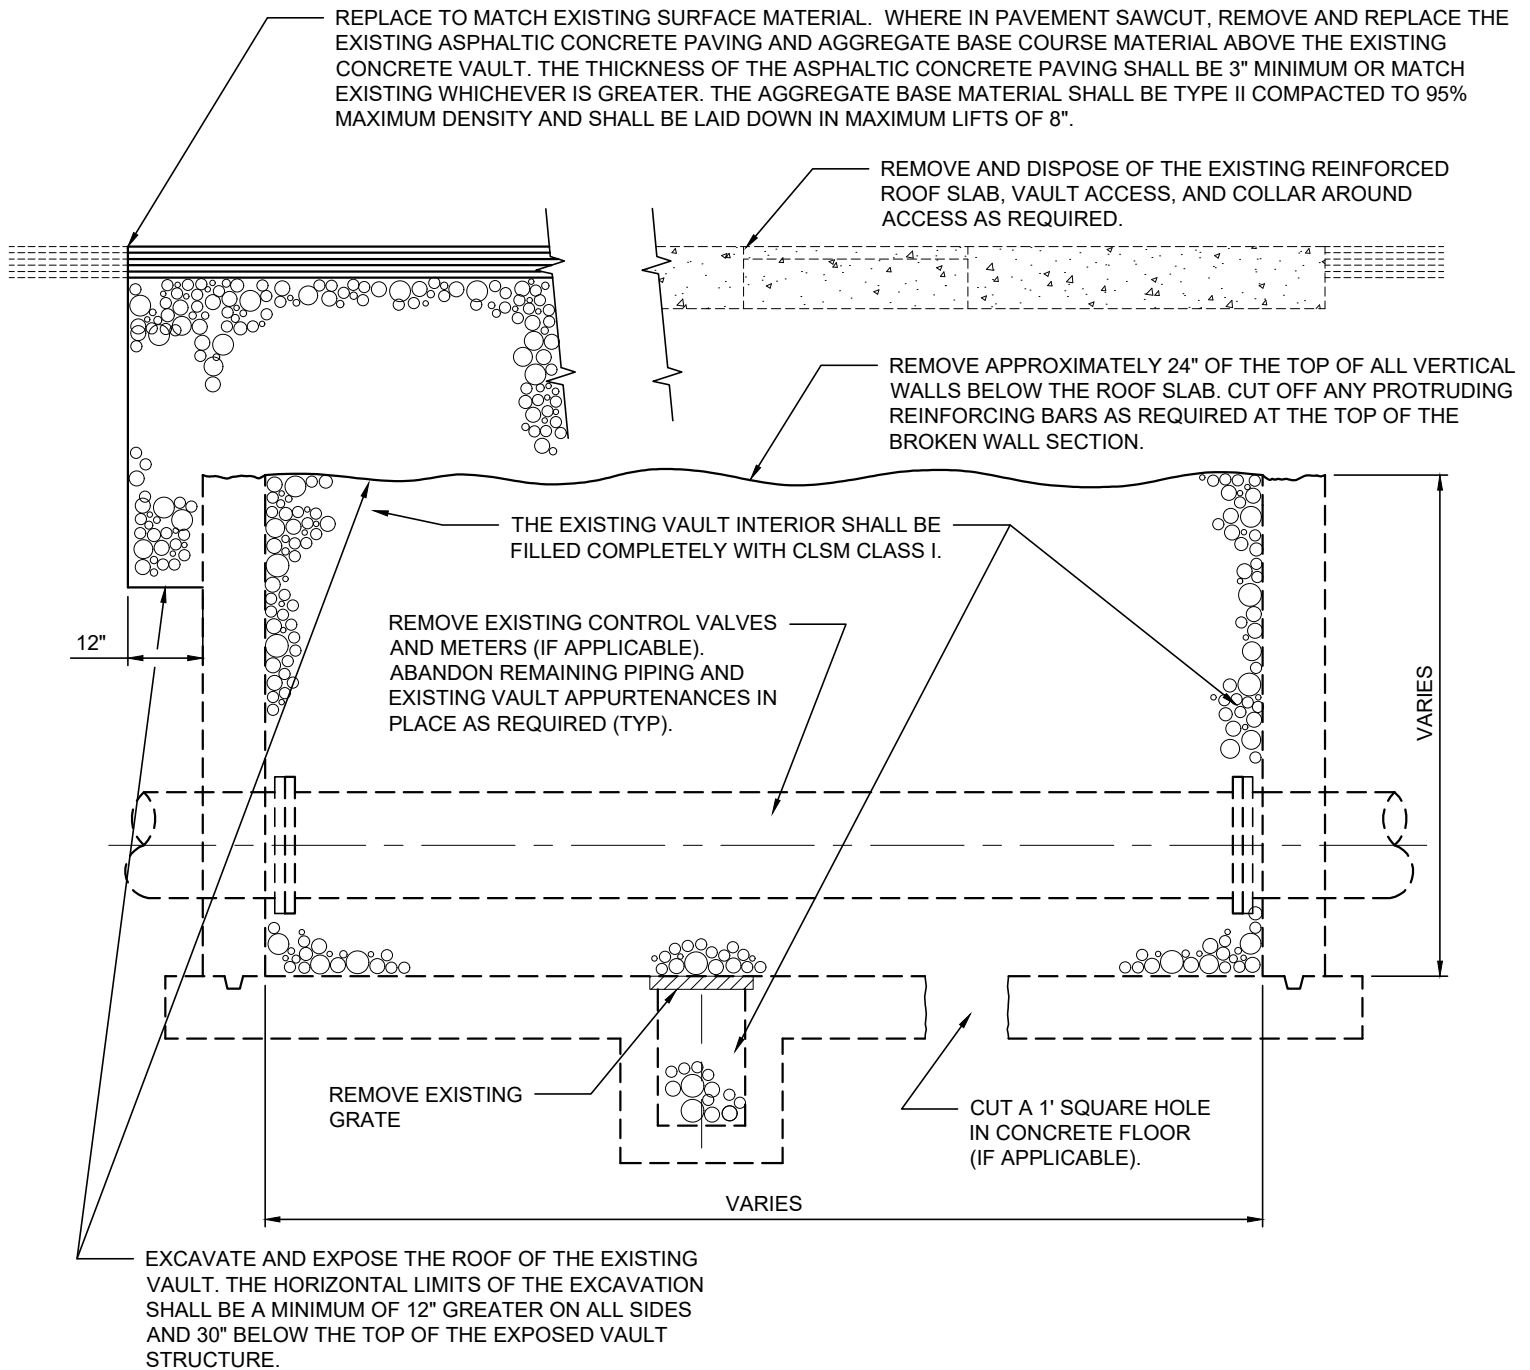 REPLACE TO MATCH EXISTING SURFACE MATERIAL. WHERE IN PAVEMENT SAWCUT, REMOVE AND REPLACE THE
EXISTING ASPHALTIC CONCRETE PAVING AND AGGREGATE BASE COURSE MATERIAL ABOVE THE EXISTING
CONCRETE VAULT. THE THICKNESS OF THE ASPHALTIC CONCRETE PAVING SHALL BE 3" MINIMUM OR MATCH
EXISTING WHICHEVER IS GREATER. THE AGGREGATE BASE MATERIAL SHALL BE TYPE II COMPACTED TO 95%
MAXIMUM DENSITY AND SHALL BE LAID DOWN IN MAXIMUM LIFTS OF 8".
REMOVE AND DISPOSE OF THE EXISTING REINFORCED
ROOF SLAB, VAULT ACCESS, AND COLLAR AROUND
ACCESS AS REQUIRED.
REMOVE APPROXIMATELY 24" OF THE TOP OF ALL VERTICAL
WALLS BELOW THE ROOF SLAB. CUT OFF ANY PROTRUDING
REINFORCING BARS AS REQUIRED AT THE TOP OF THE
BROKEN WALL SECTION.
THE EXISTING VAULT INTERIOR SHALL BE
FILLED COMPLETELY WITH CLSM CLASS I.
REMOVE EXISTING CONTROL VALVES
AND METERS (IF APPLICABLE).
ABANDON REMAINING PIPING AND
EXISTING VAULT APPURTENANCES IN
PLACE AS REQUIRED (TYP).
12"
VARIES
REMOVE EXISTING
GRATE
CUT A 1' SQUARE HOLE
IN CONCRETE FLOOR
(IF APPLICABLE).
VARIES
EXCAVATE AND EXPOSE THE ROOF OF THE EXISTING
VAULT. THE HORIZONTAL LIMITS OF THE EXCAVATION
SHALL BE A MINIMUM OF 12" GREATER ON ALL SIDES
AND 30" BELOW THE TOP OF THE EXPOSED VAULT
STRUCTURE.